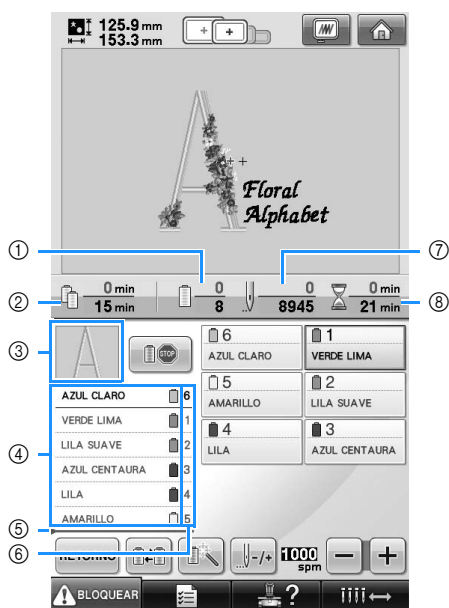 125.9 mm
153.3 mm
Floral
Alphabet
① ⑦
0 min 0 0 0 min
② 15 min 8 8945 21 min ⑧
③
STOP
6 AZUL CLARO
1 VERDE LIMA
5 AMARILLO
2 LILA SUAVE
4 LILA
3 AZUL CENTAURA
④
AZUL CLARO 6
VERDE LIMA 1
LILA SUAVE 2
AZUL CENTAURA 3
LILA 4
AMARILLO 5
⑤
⑥
RETORNO -/+ 1000 spm − +
BLOQUEAR ?